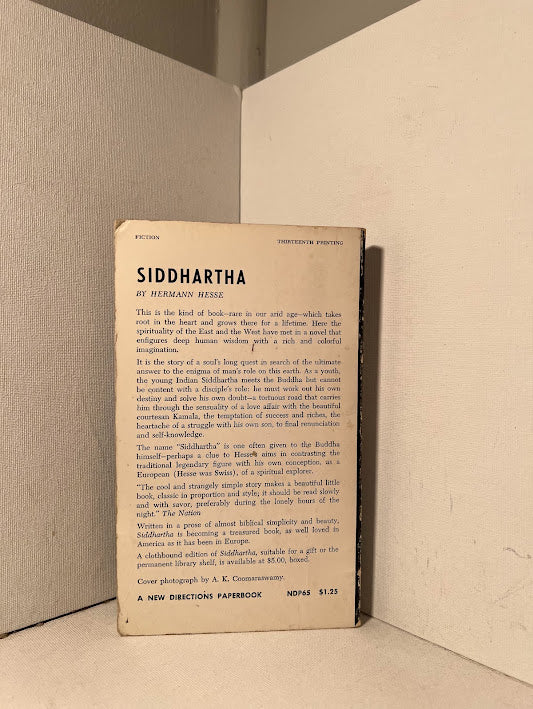 FICTION THIRTEENTH PRINTING
SIDDHARTHA
BY HERMANN HESSE
This is the kind of book—rare in our arid age—which takes
root in the heart and grows there for a lifetime. Here the
spirituality of the East and the West have met in a novel that
enfigures deep human wisdom with a rich and colorful
imagination.
It is the story of a soul's long quest in search of the ultimate
answer to the enigma of man's role on this earth. As a youth,
the young Indian Siddhartha meets the Buddha but cannot
be content with a disciple's role: he must work out his own
destiny and solve his own doubt—a tortuous road that carries
him through the sensuality of a love affair with the beautiful
courtesan Kamala, the temptation of success and riches, the
heartache of a struggle with his own son, to final renunciation
and self-knowledge.
The name "Siddhartha" is one often given to the Buddha
himself—perhaps a clue to Hesse's aims in contrasting the
traditional legendary figure with his own conception, as a
European (Hesse was Swiss), of a spiritual explorer.
"The cool and strangely simple story makes a beautiful little
book, classic in proportion and style; it should be read slowly
and with savor, preferably during the lonely hours of the
night." The Nation
Written in a prose of almost biblical simplicity and beauty,
Siddhartha is becoming a treasured book, as well loved in
America as it has been in Europe.
A clothbound edition of Siddhartha, suitable for a gift or the
permanent library shelf, is available at $5.00, boxed.
Cover photograph by A. K. Coomaraswamy.
A NEW DIRECTIONS PAPERBOOK NDP65 $1.25